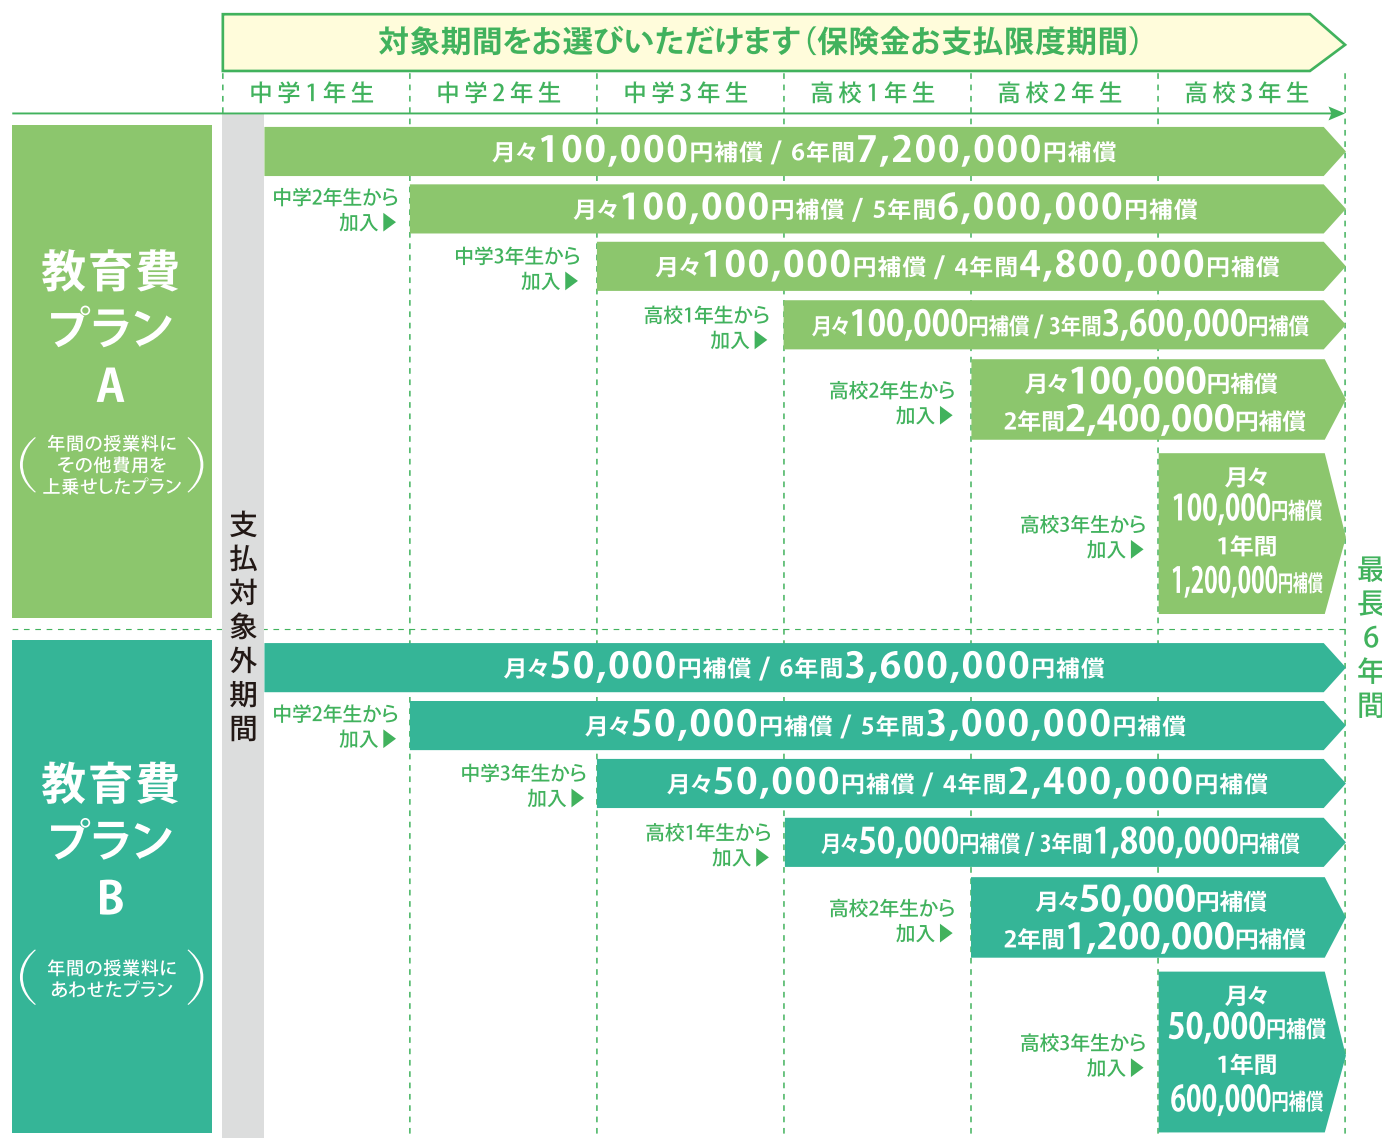 対象期間をお選びいただけます（保険金お支払限度期間）
中学1年生
中学2年生
中学3年生
高校1年生
高校2年生
高校3年生
教育費
プラン
A
（年間の授業料に
その他費用を
上乗せしたプラン）
支払対象外期間
月々100,000円補償 / 6年間7,200,000円補償
中学2年生から
加入▶
月々100,000円補償 / 5年間6,000,000円補償
中学3年生から
加入▶
月々100,000円補償 / 4年間4,800,000円補償
高校1年生から
加入▶
月々100,000円補償 / 3年間3,600,000円補償
高校2年生から
加入▶
月々100,000円補償
2年間2,400,000円補償
高校3年生から
加入▶
月々
100,000円補償
1年間
1,200,000円補償
最長6年間
教育費
プラン
B
（年間の授業料に
あわせたプラン）
月々50,000円補償 / 6年間3,600,000円補償
中学2年生から
加入▶
月々50,000円補償 / 5年間3,000,000円補償
中学3年生から
加入▶
月々50,000円補償 / 4年間2,400,000円補償
高校1年生から
加入▶
月々50,000円補償 / 3年間1,800,000円補償
高校2年生から
加入▶
月々50,000円補償
2年間1,200,000円補償
高校3年生から
加入▶
月々
50,000円補償
1年間
600,000円補償